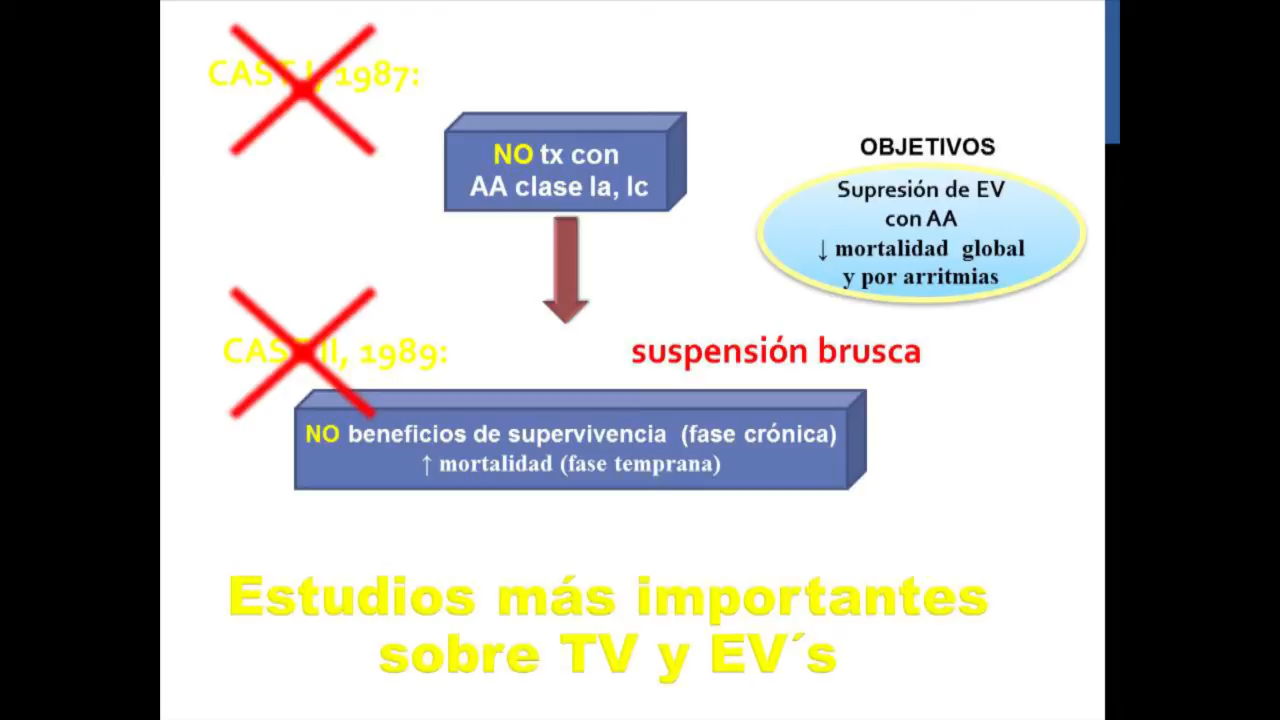 CAST I, 1987:
NO tx con
AA clase Ia, Ic
OBJETIVOS
Supresión de EV
con AA
↓ mortalidad global
y por arritmias
CAST II, 1989:
suspensión brusca
NO beneficios de supervivencia (fase crónica)
↑ mortalidad (fase temprana)
Estudios más importantes
sobre TV y EV´s